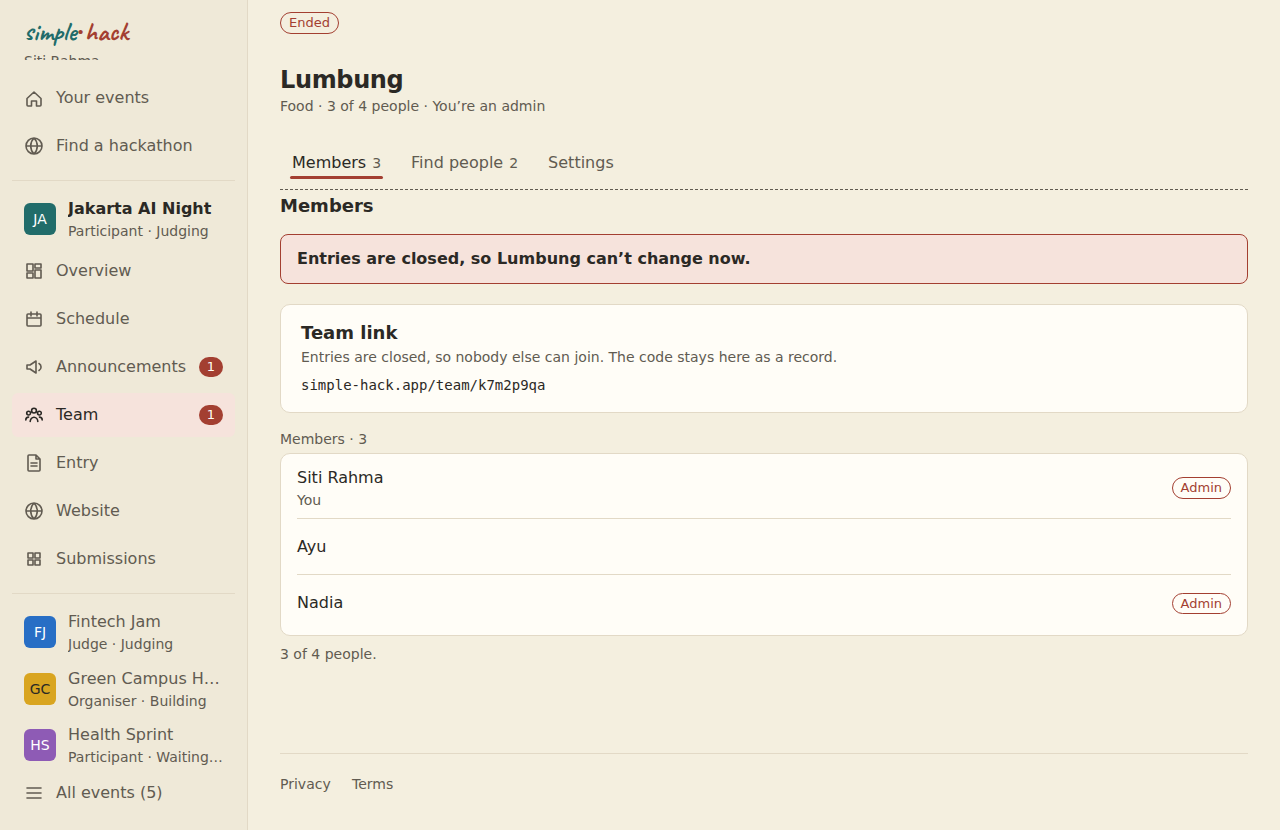 simple·hack
Siti Rahma
Your events
Find a hackathon
JA
Jakarta AI Night
Participant · Judging
Overview
Schedule
Announcements 1
Team 1
Entry
Website
Submissions
FJ
Fintech Jam
Judge · Judging
GC
Green Campus H…
Organiser · Building
HS
Health Sprint
Participant · Waiting…
All events (5)
Ended
Lumbung
Food · 3 of 4 people · You’re an admin
Members 3 Find people 2 Settings
Members
Entries are closed, so Lumbung can’t change now.
Team link
Entries are closed, so nobody else can join. The code stays here as a record.
simple-hack.app/team/k7m2p9qa
Members · 3
Siti Rahma
You
Admin
Ayu
Nadia
Admin
3 of 4 people.
Privacy Terms